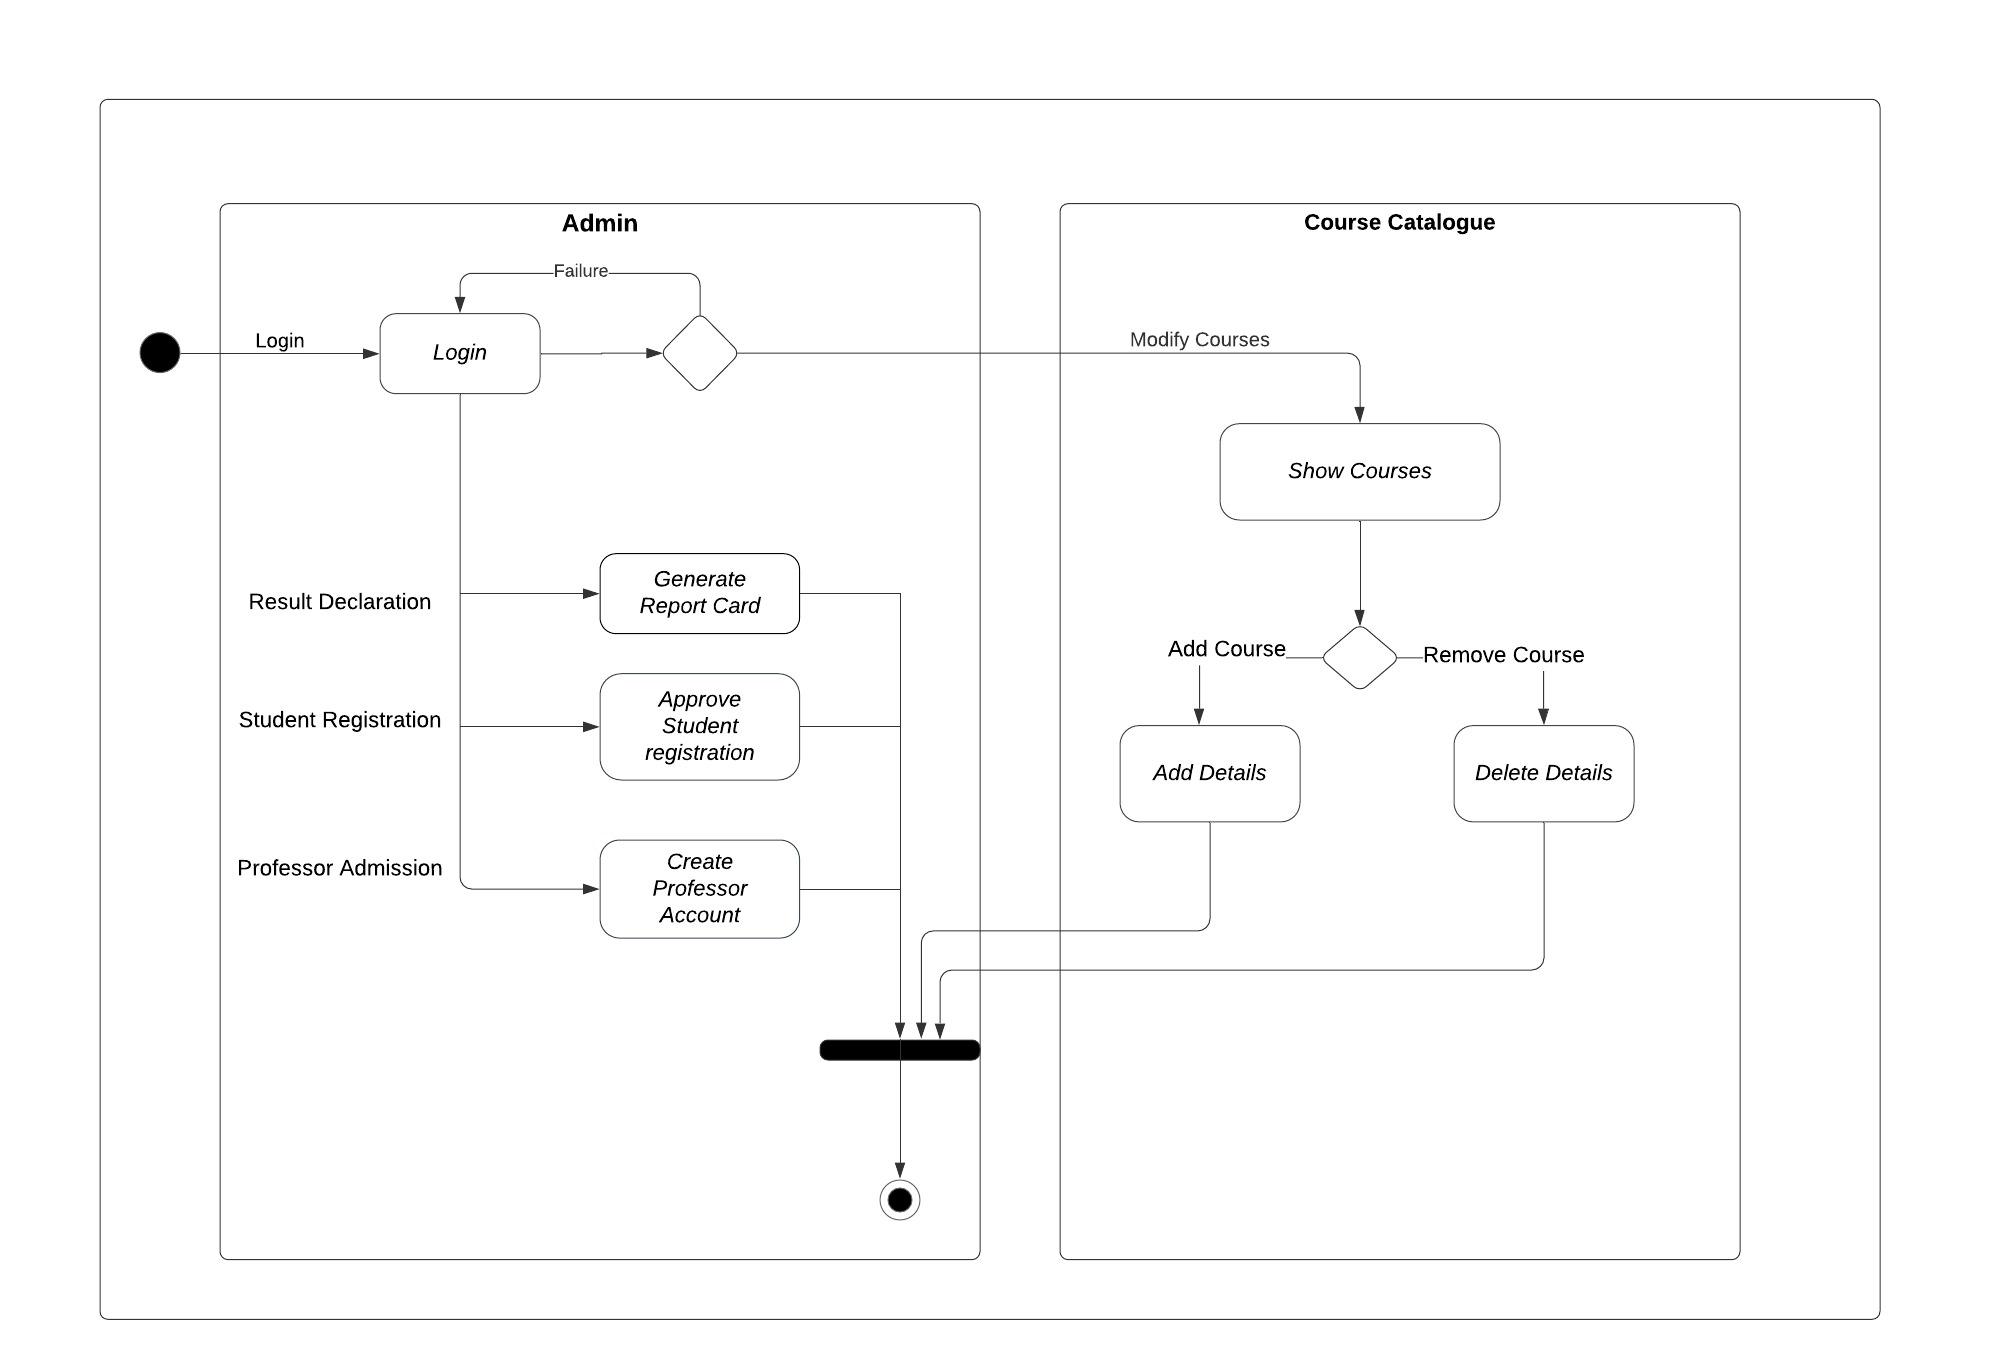 Admin
Course Catalogue
Failure
Login
Login
Modify Courses
Show Courses
Result Declaration
Generate
Report Card
Add Course
Remove Course
Student Registration
Approve
Student
registration
Add Details
Delete Details
Professor Admission
Create
Professor
Account